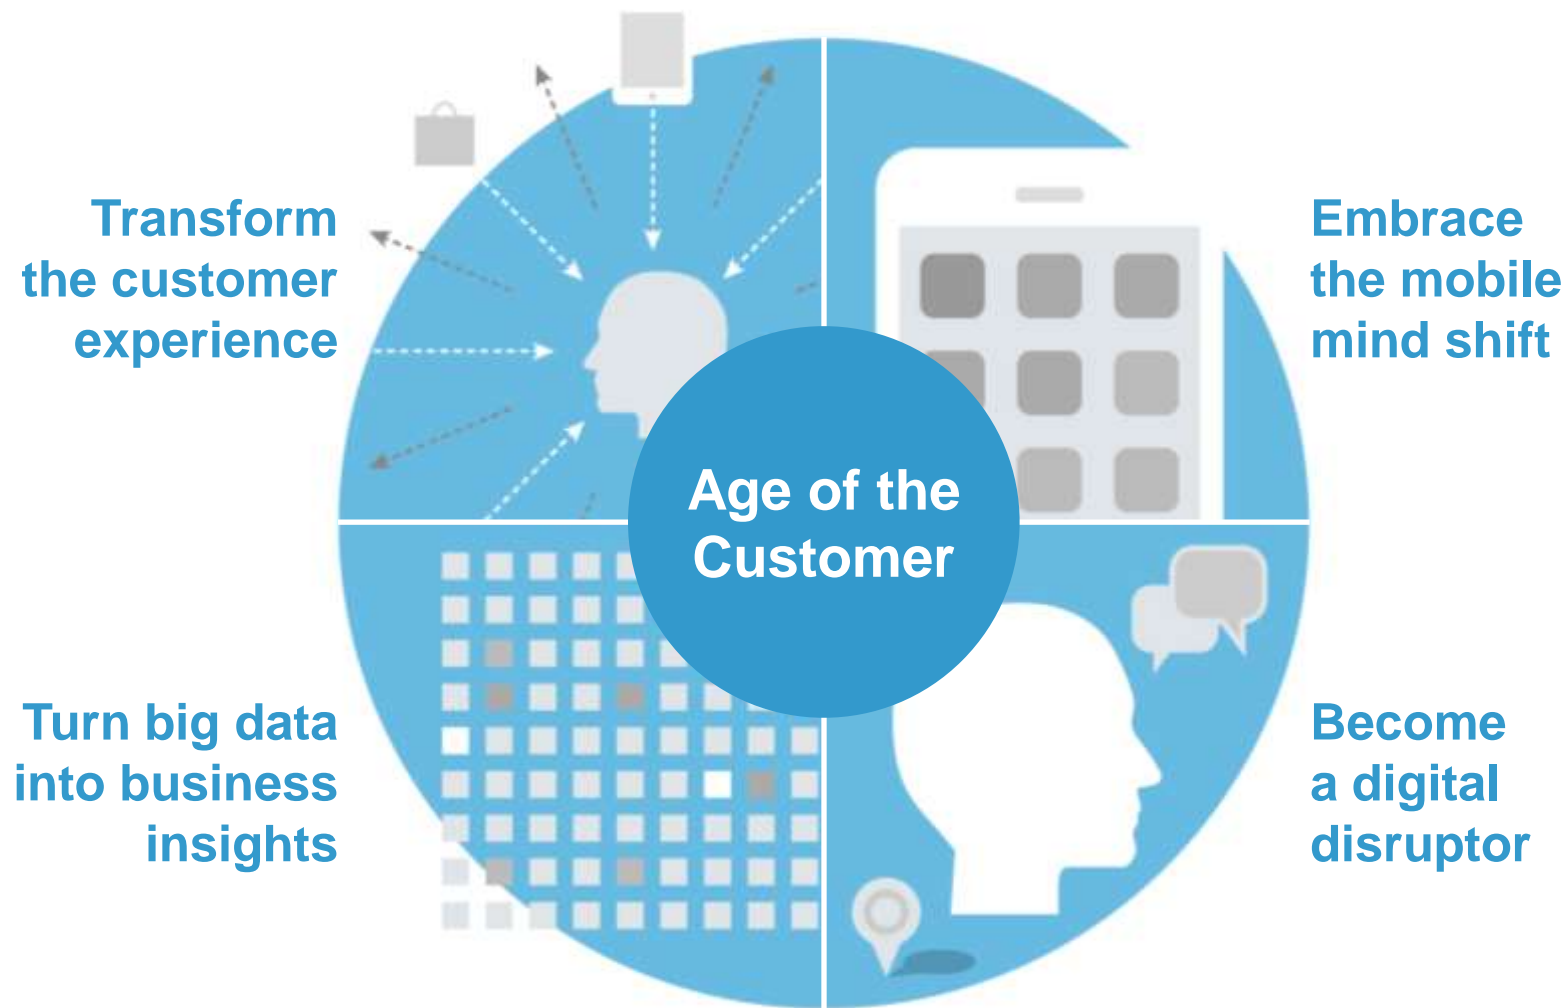 Transform
the customer
experience
Embrace
the mobile
mind shift
Age of the
Customer
Turn big data
into business
insights
Become
a digital
disruptor